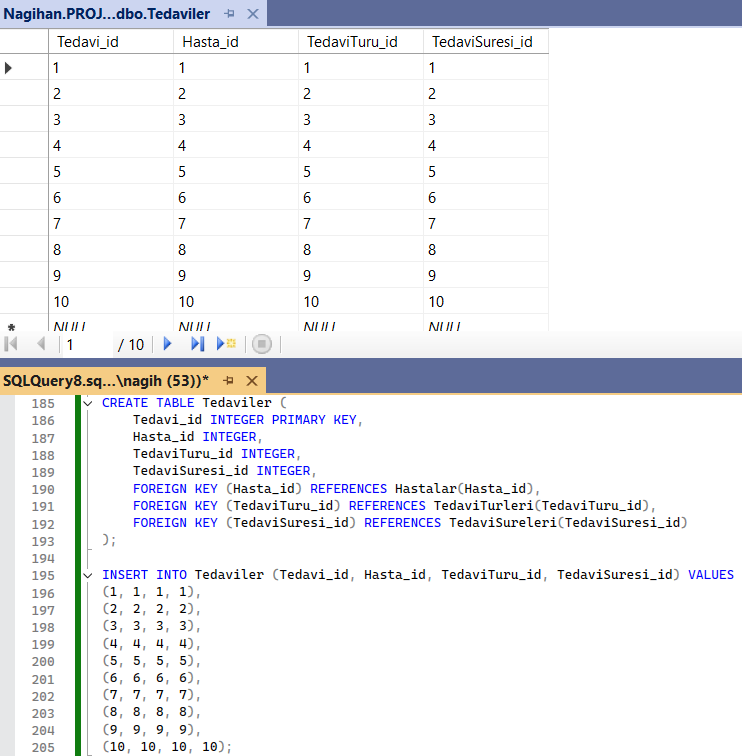 Nagihan.PROJ...dbo.Tedaviler
Tedavi_id Hasta_id TedaviTuru_id TedaviSuresi_id
1 1 1 1
2 2 2 2
3 3 3 3
4 4 4 4
5 5 5 5
6 6 6 6
7 7 7 7
8 8 8 8
9 9 9 9
10 10 10 10
NULL NULL NULL NULL
1 / 10
SQLQuery8.sq...\nagih (53))*
185 CREATE TABLE Tedaviler (
186 Tedavi_id INTEGER PRIMARY KEY,
187 Hasta_id INTEGER,
188 TedaviTuru_id INTEGER,
189 TedaviSuresi_id INTEGER,
190 FOREIGN KEY (Hasta_id) REFERENCES Hastalar(Hasta_id),
191 FOREIGN KEY (TedaviTuru_id) REFERENCES TedaviTurleri(TedaviTuru_id),
192 FOREIGN KEY (TedaviSuresi_id) REFERENCES TedaviSureleri(TedaviSuresi_id)
193 );
194
195 INSERT INTO Tedaviler (Tedavi_id, Hasta_id, TedaviTuru_id, TedaviSuresi_id) VALUES
196 (1, 1, 1, 1),
197 (2, 2, 2, 2),
198 (3, 3, 3, 3),
199 (4, 4, 4, 4),
200 (5, 5, 5, 5),
201 (6, 6, 6, 6),
202 (7, 7, 7, 7),
203 (8, 8, 8, 8),
204 (9, 9, 9, 9),
205 (10, 10, 10, 10);